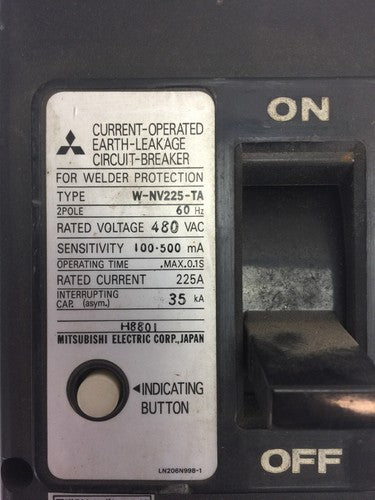 CURRENT-OPERATED
EARTH-LEAKAGE
CIRCUIT-BREAKER
FOR WELDER PROTECTION
TYPE W-NV225-TA
2POLE 60 Hz
RATED VOLTAGE 480 VAC
SENSITIVITY 100·500 mA
OPERATING TIME .MAX.0.1S
RATED CURRENT 225A
INTERRUPTING
CAP. (asym.) 35 kA
H8801
MITSUBISHI ELECTRIC CORP., JAPAN
◄INDICATING
BUTTON
LN206N998-1
ON
OFF